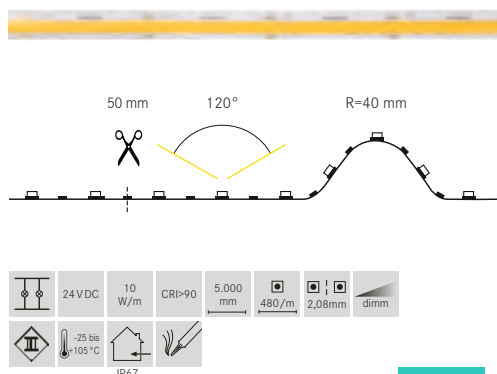 50 mm 120° R=40 mm
24 V DC
10
W/m
CRI>90
5.000
mm
480/m
2,08mm
dimm
III
-25 bis
+105 °C
IP67